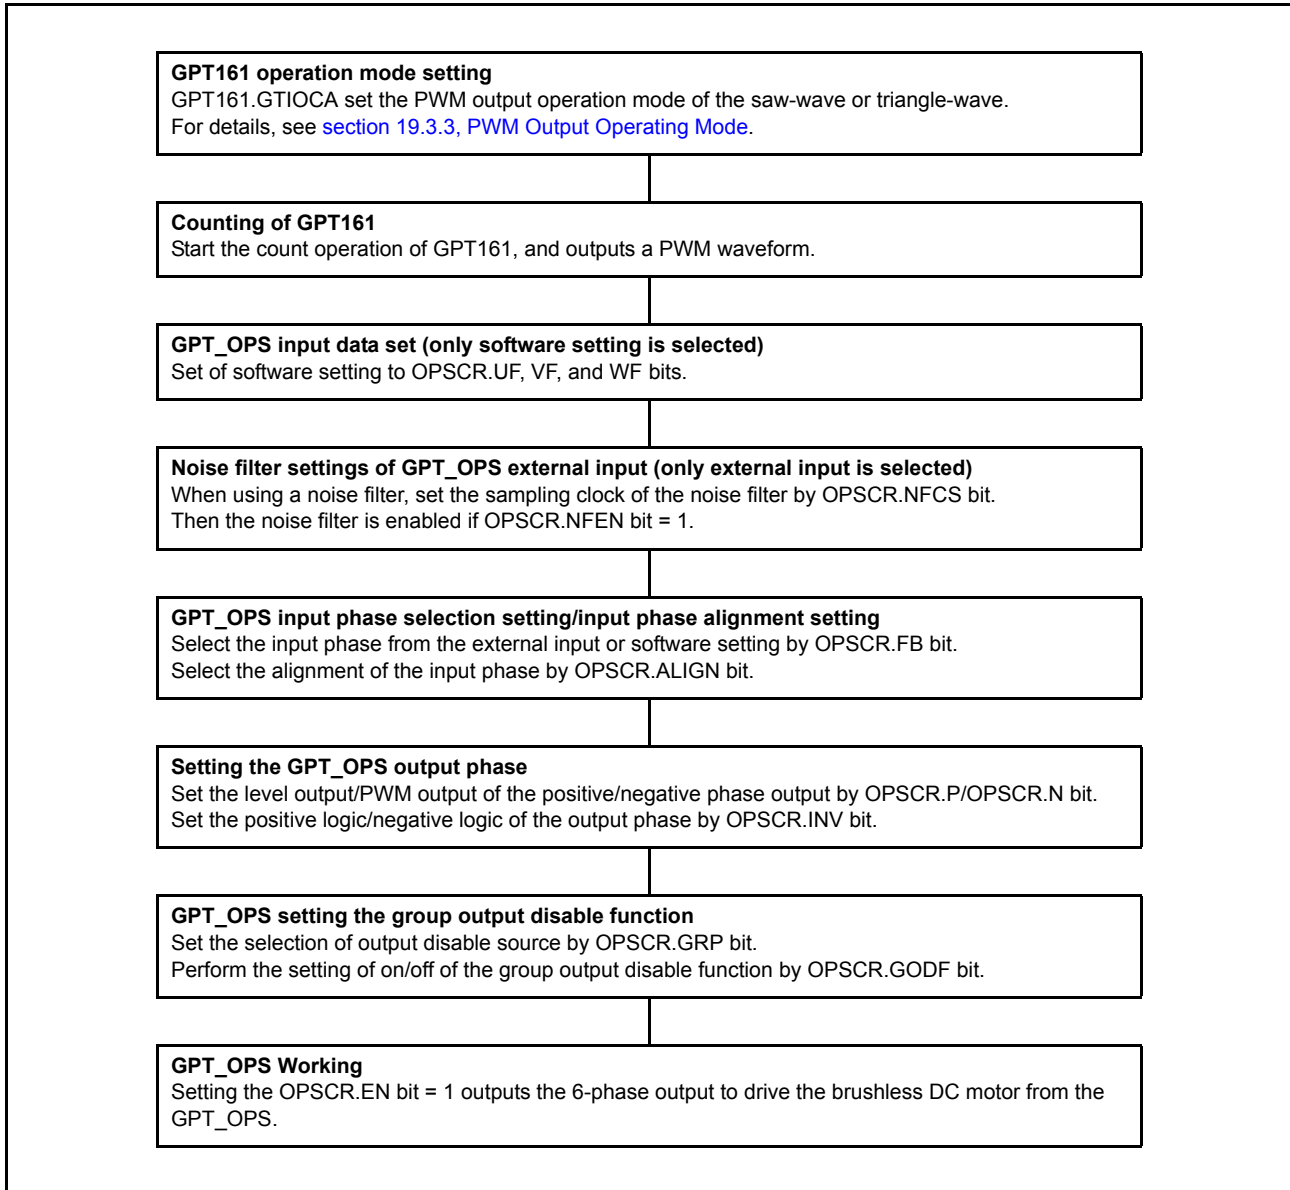 GPT161 operation mode setting
GPT161.GTIOCA set the PWM output operation mode of the saw-wave or triangle-wave.
For details, see section 19.3.3, PWM Output Operating Mode.
Counting of GPT161
Start the count operation of GPT161, and outputs a PWM waveform.
GPT_OPS input data set (only software setting is selected)
Set of software setting to OPSCR.UF, VF, and WF bits.
Noise filter settings of GPT_OPS external input (only external input is selected)
When using a noise filter, set the sampling clock of the noise filter by OPSCR.NFCS bit.
Then the noise filter is enabled if OPSCR.NFEN bit = 1.
GPT_OPS input phase selection setting/input phase alignment setting
Select the input phase from the external input or software setting by OPSCR.FB bit.
Select the alignment of the input phase by OPSCR.ALIGN bit.
Setting the GPT_OPS output phase
Set the level output/PWM output of the positive/negative phase output by OPSCR.P/OPSCR.N bit.
Set the positive logic/negative logic of the output phase by OPSCR.INV bit.
GPT_OPS setting the group output disable function
Set the selection of output disable source by OPSCR.GRP bit.
Perform the setting of on/off of the group output disable function by OPSCR.GODF bit.
GPT_OPS Working
Setting the OPSCR.EN bit = 1 outputs the 6-phase output to drive the brushless DC motor from the
GPT_OPS.